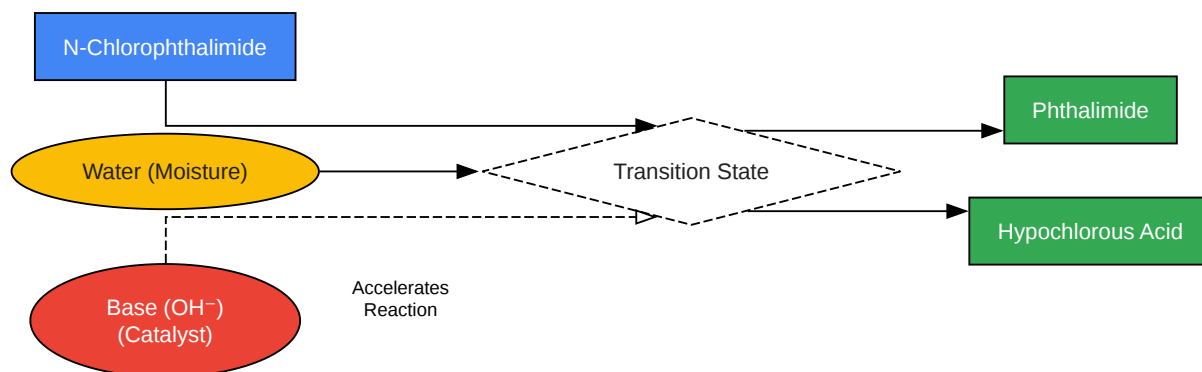 N-Chlorophthalimide
Phthalimide
Water (Moisture)
Transition State
Hypochlorous Acid
Accelerates
Reaction
Base (OH⁻)
(Catalyst)